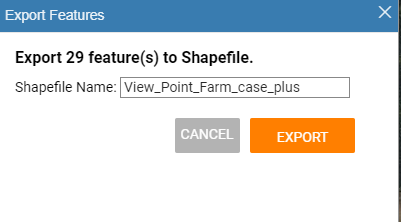 Export Features
Export 29 feature(s) to Shapefile.
Shapefile Name: View_Point_Farm_case_plus
CANCEL EXPORT